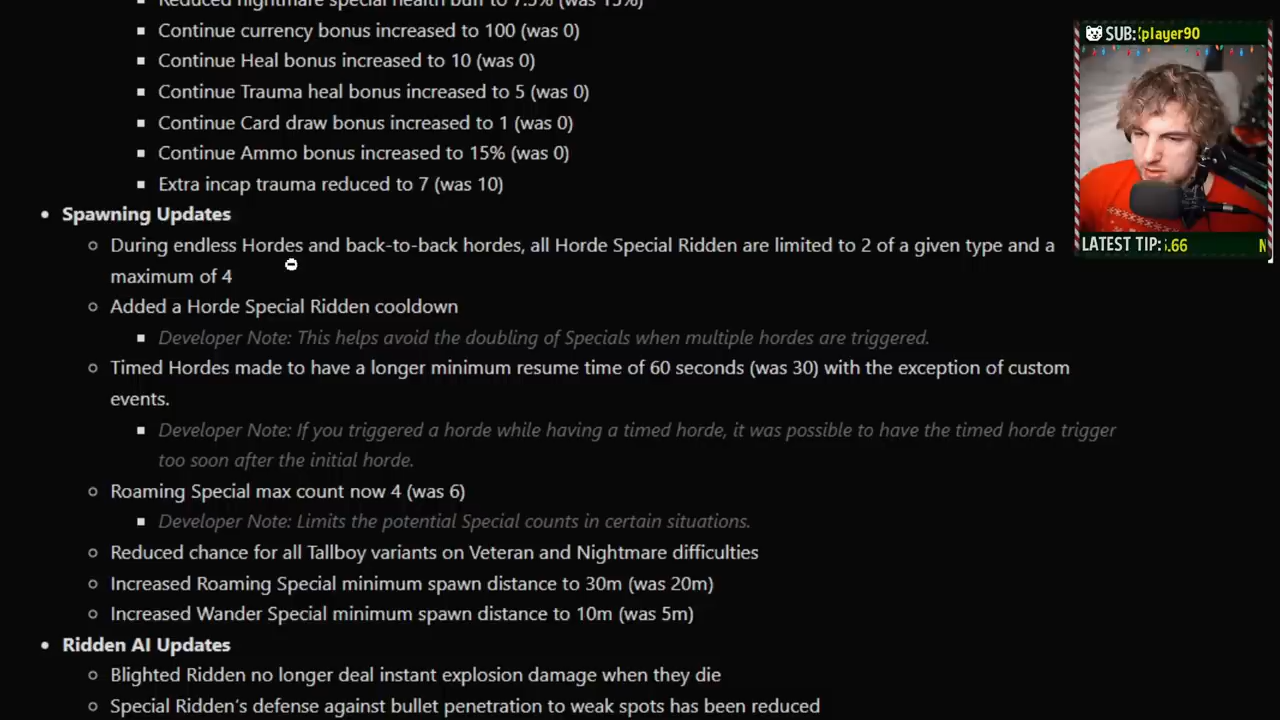 Reduced nightmare special health buff to 7.5% (was 15%)
Continue currency bonus increased to 100 (was 0)
Continue Heal bonus increased to 10 (was 0)
Continue Trauma heal bonus increased to 5 (was 0)
Continue Card draw bonus increased to 1 (was 0)
Continue Ammo bonus increased to 15% (was 0)
Extra incap trauma reduced to 7 (was 10)
Spawning Updates
During endless Hordes and back-to-back hordes, all Horde Special Ridden are limited to 2 of a given type and a
maximum of 4
Added a Horde Special Ridden cooldown
Developer Note: This helps avoid the doubling of Specials when multiple hordes are triggered.
Timed Hordes made to have a longer minimum resume time of 60 seconds (was 30) with the exception of custom
events.
Developer Note: If you triggered a horde while having a timed horde, it was possible to have the timed horde trigger
too soon after the initial horde.
Roaming Special max count now 4 (was 6)
Developer Note: Limits the potential Special counts in certain situations.
Reduced chance for all Tallboy variants on Veteran and Nightmare difficulties
Increased Roaming Special minimum spawn distance to 30m (was 20m)
Increased Wander Special minimum spawn distance to 10m (was 5m)
Ridden AI Updates
Blighted Ridden no longer deal instant explosion damage when they die
Special Ridden's defense against bullet penetration to weak spots has been reduced
SUB: player90
LATEST TIP: .66